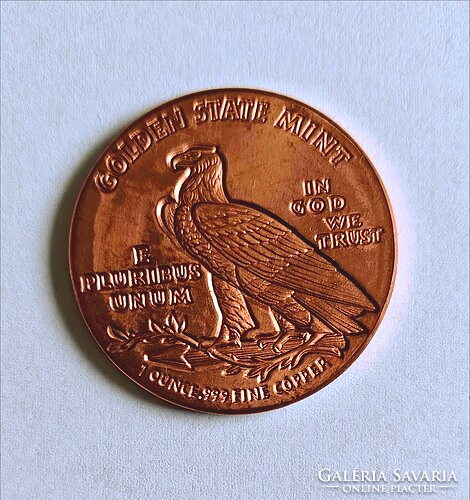 GOLDEN STATE MINT
IN
GOD WE
TRUST
E
PLURIBUS
UNUM
1 OUNCE .999 FINE COPPER
GALÉRIA SAVARIA
ONLINE PIACTÉR